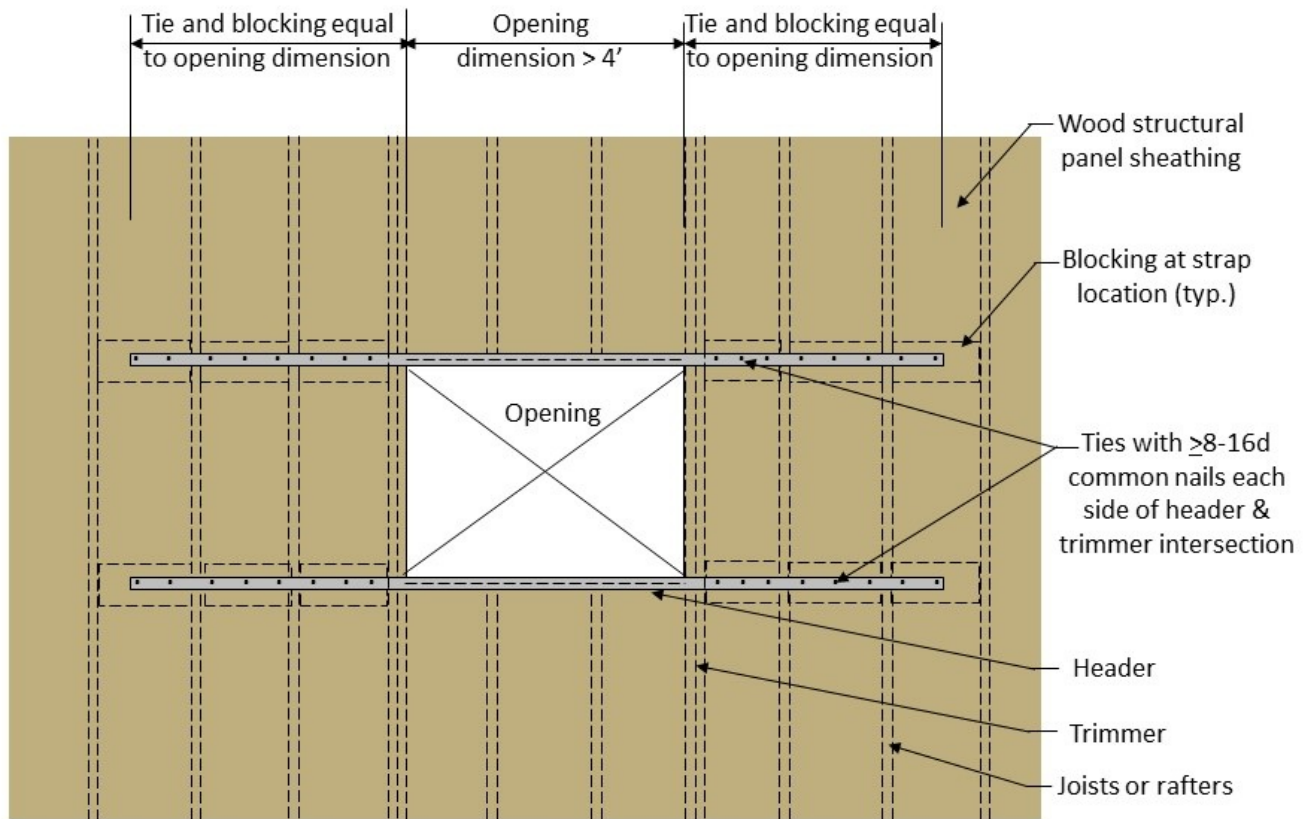 Tie and blocking equal
to opening dimension
Opening
dimension > 4’
Tie and blocking equal
to opening dimension
Wood structural
panel sheathing
Blocking at strap
location (typ.)
Opening
Ties with ≥8-16d
common nails each
side of header &
trimmer intersection
Header
Trimmer
Joists or rafters